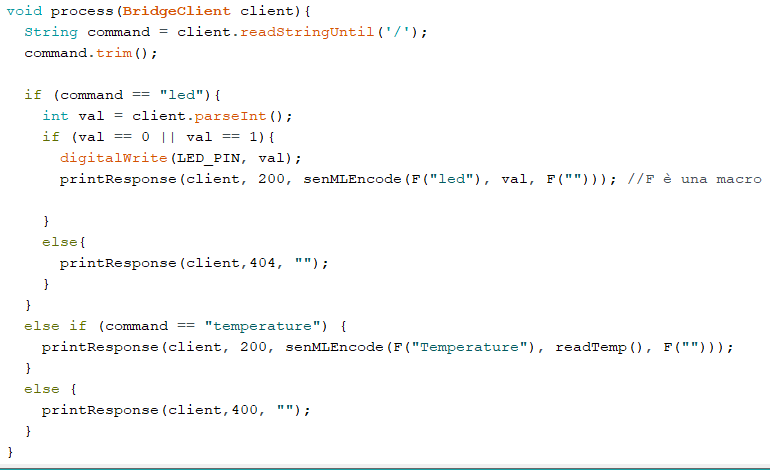 void process(BridgeClient client){
  String command = client.readStringUntil('/');
  command.trim();

  if (command == "led"){
    int val = client.parseInt();
    if (val == 0 || val == 1){
      digitalWrite(LED_PIN, val);
      printResponse(client, 200, senMLEncode(F("led"), val, F(""))); //F è una macro

    }
    else{
      printResponse(client,404, "");
    }
  }
  else if (command == "temperature") {
    printResponse(client, 200, senMLEncode(F("Temperature"), readTemp(), F("")));
  }
  else {
    printResponse(client,400, "");
  }
}